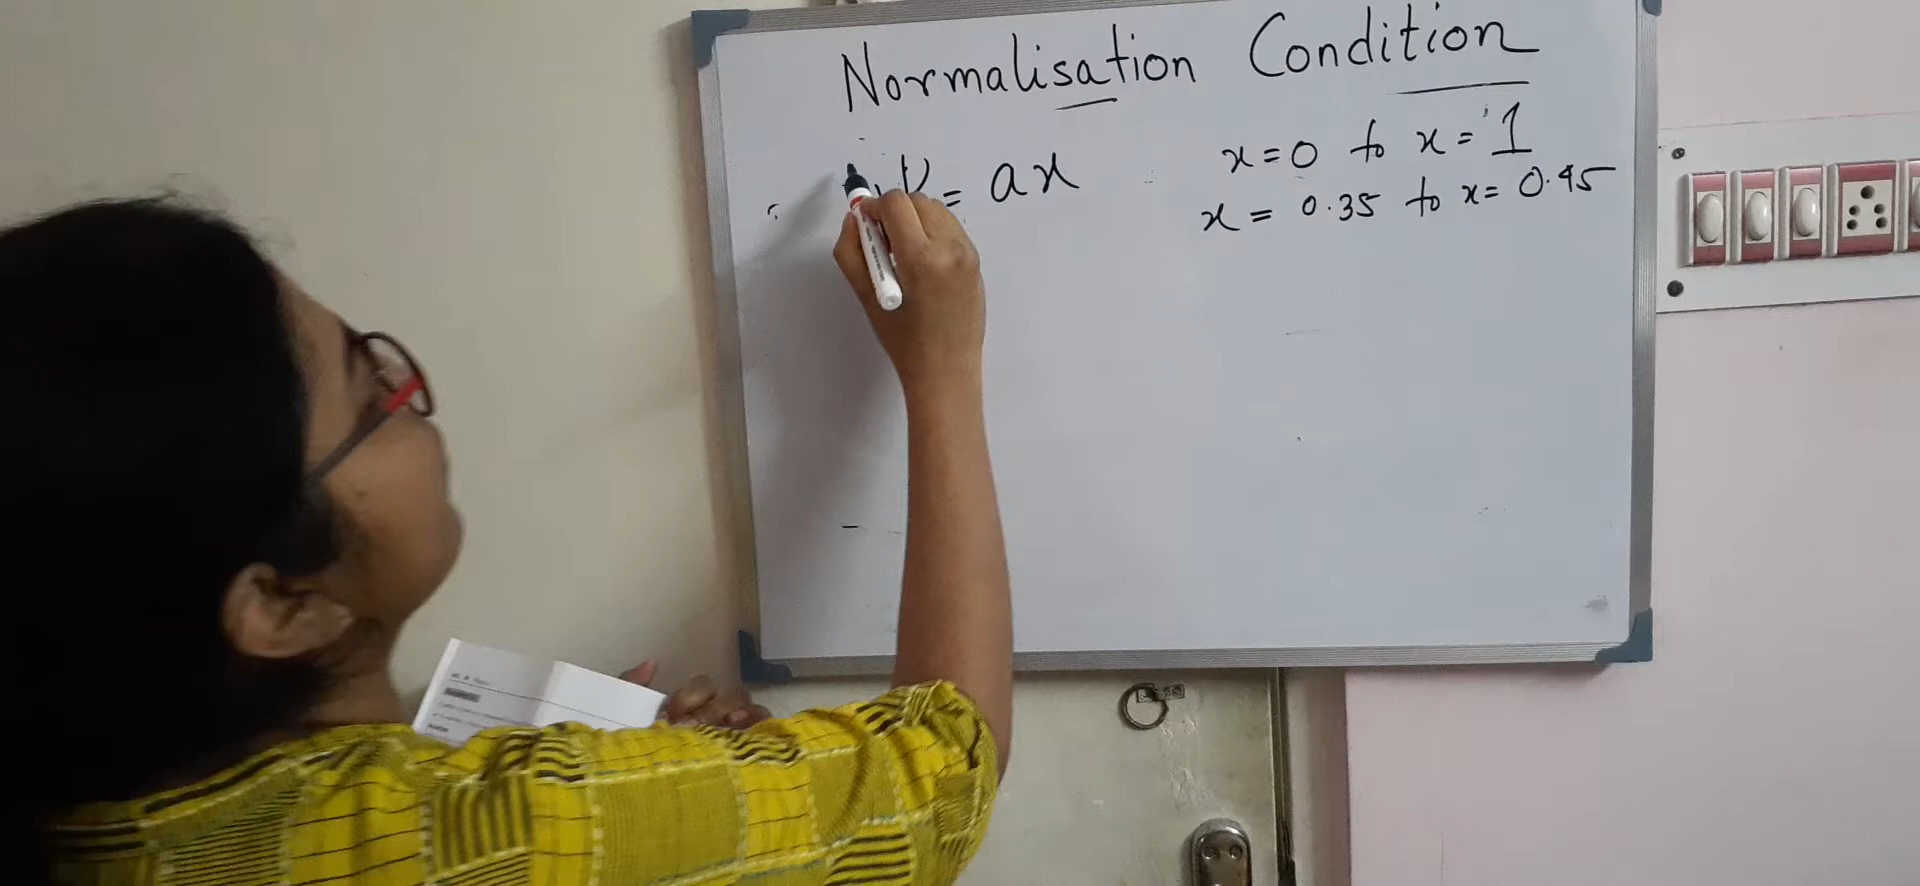 Normalisation Condition
ψ = ax
x = 0 to x = 1
x = 0.35 to x = 0.45